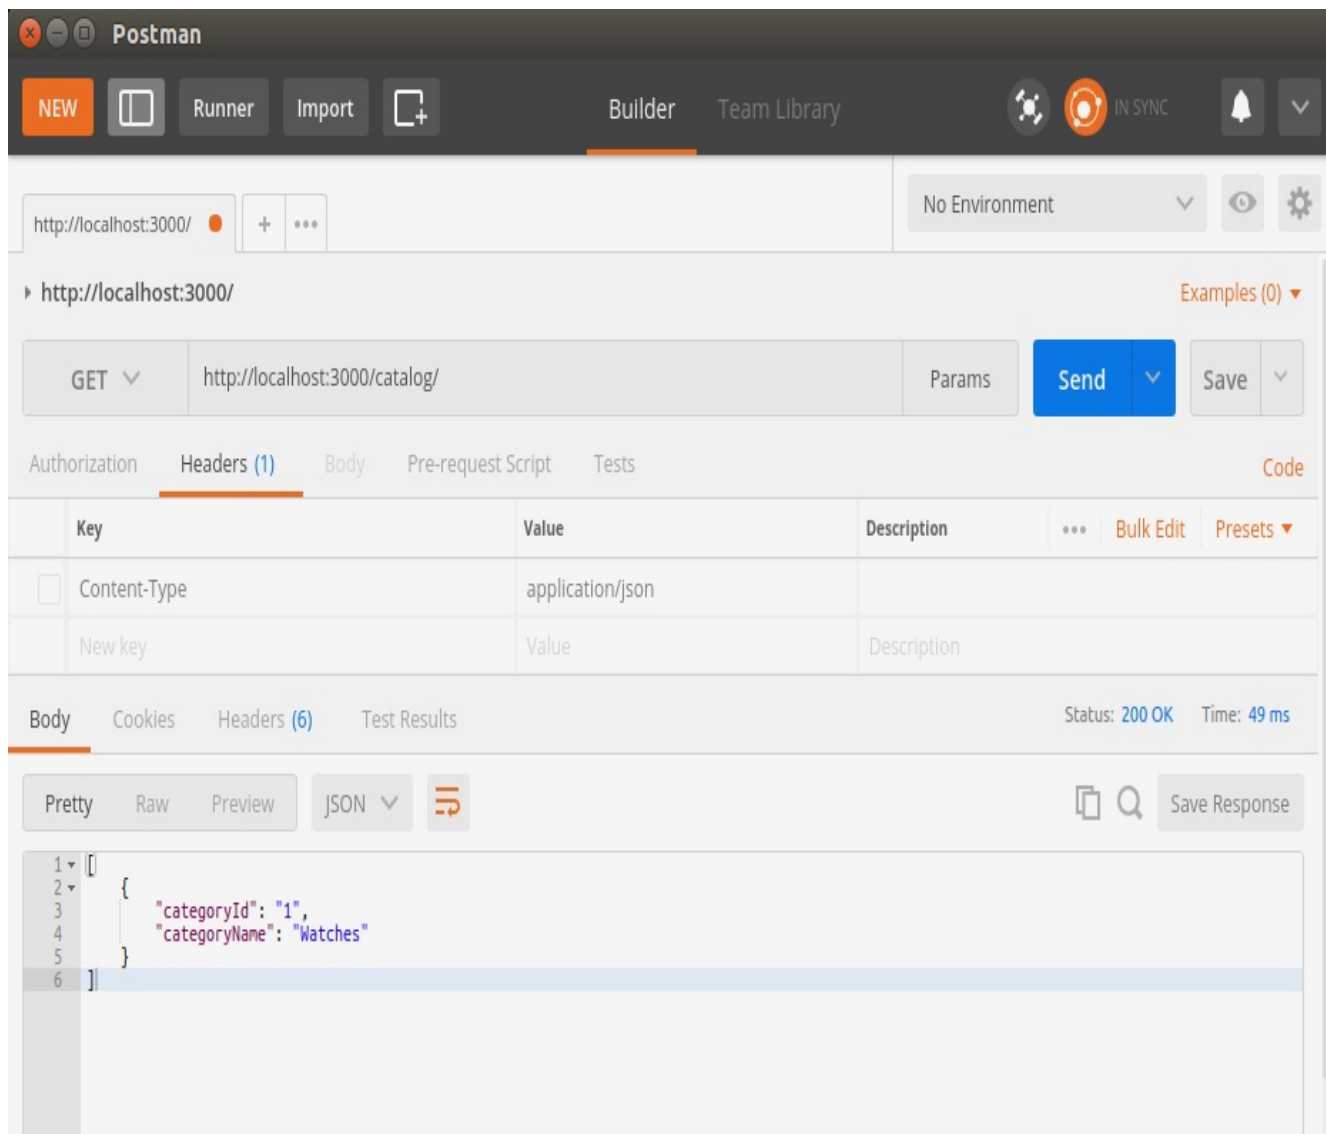 Postman
NEW Runner Import Builder Team Library IN SYNC
http://localhost:3000/ + ••• No Environment
http://localhost:3000/ Examples (0)
GET http://localhost:3000/catalog/ Params Send Save
Authorization Headers (1) Body Pre-request Script Tests Code
Key Value Description ••• Bulk Edit Presets
Content-Type application/json
New key Value Description
Body Cookies Headers (6) Test Results Status: 200 OK Time: 49 ms
Pretty Raw Preview JSON Save Response
1 [
2 {
3 "categoryId": "1",
4 "categoryName": "Watches"
5 }
6 ]